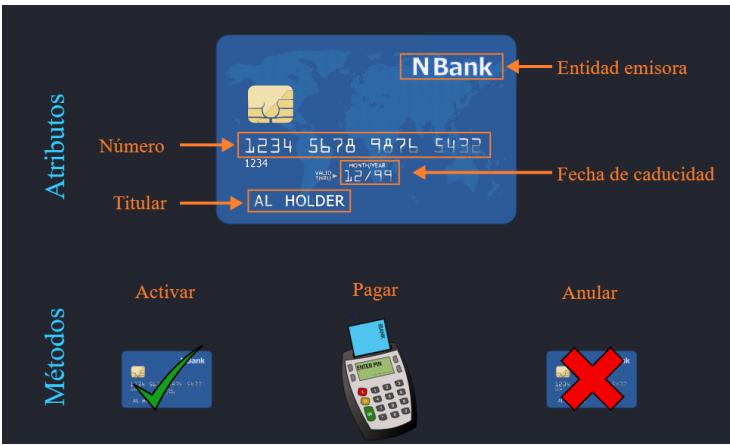 Atributos
NBank
Entidad emisora
Número
1234 5678 9876 5432
1234
MONTH/YEAR
VALID THRU
12/99
Fecha de caducidad
Titular
AL HOLDER
Métodos
Activar
Pagar
Anular
Bank
ENTER PIN